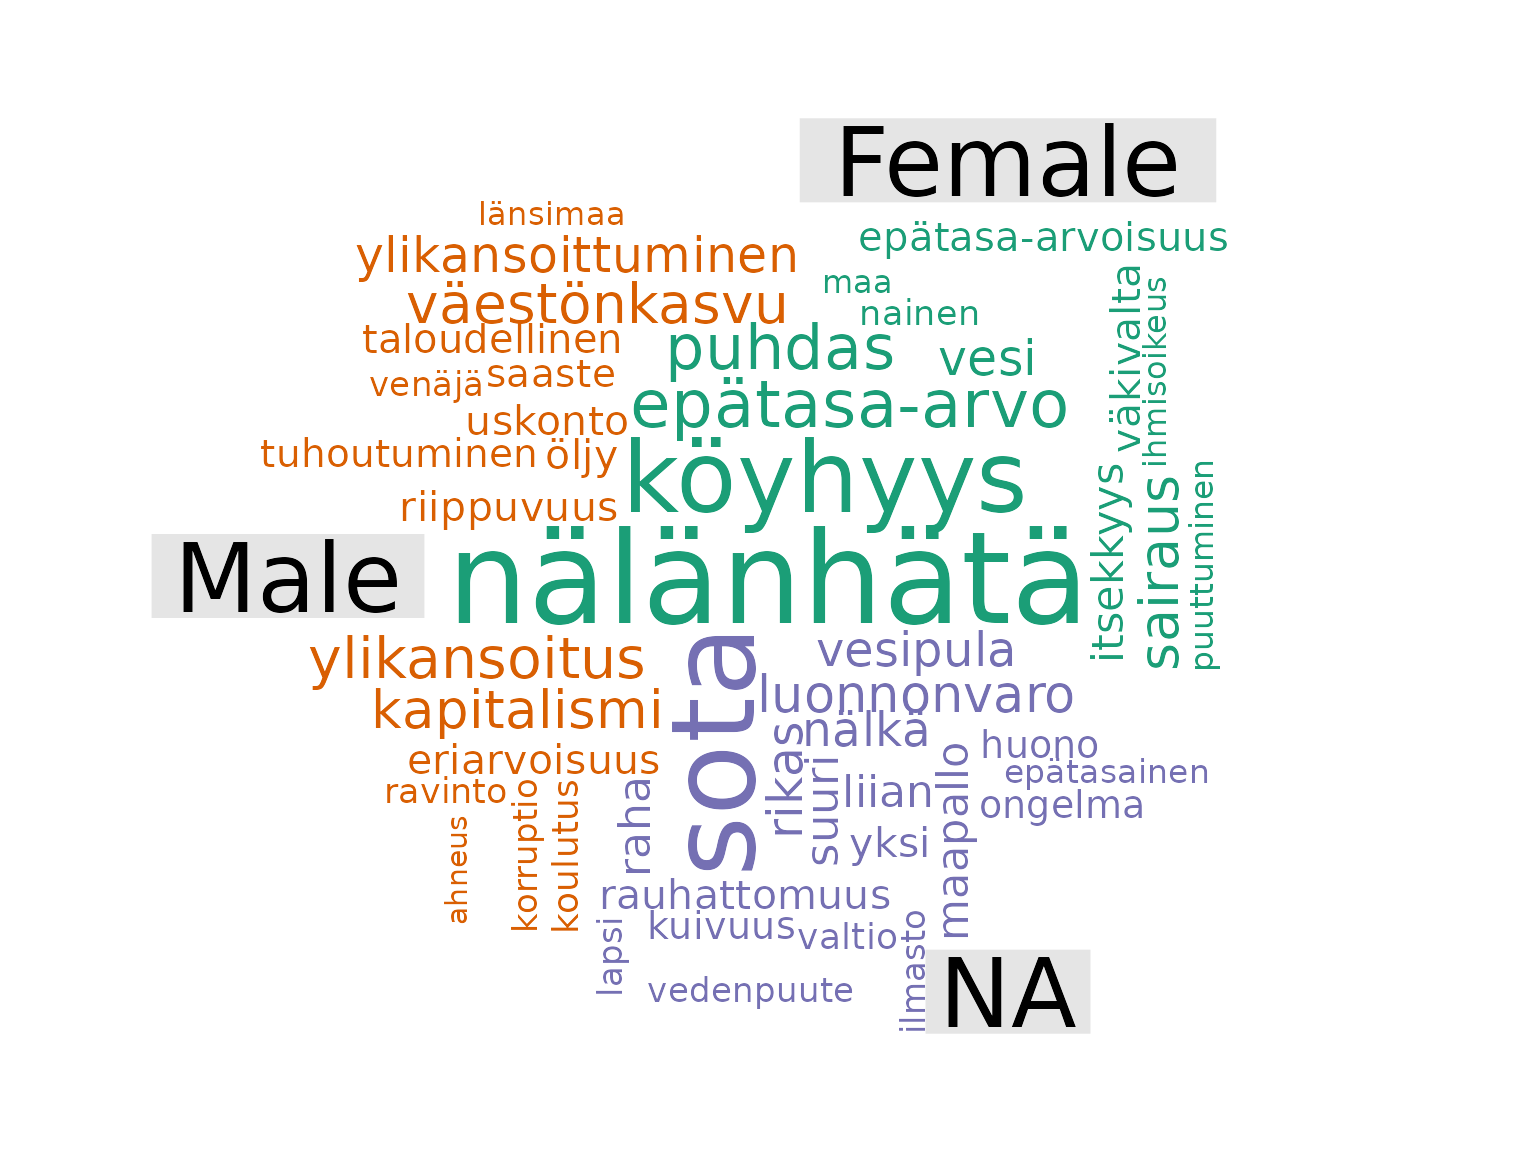 Female
länsimaa
epätasa-arvoisuus
ylikansoittuminen
maa
väestönkasvu
nainen
taloudellinen
puhdas
vesi
väkivalta
ihmisoikeus
venäjä
saaste
epätasa-arvo
uskonto
tuhoutuminen
öljy
köyhyys
riippuvuus
itsekkyys
sairaus
puuttuminen
Male
nälänhätä
ylikansoitus
sota
vesipula
kapitalismi
luonnonvaro
nälkä
rikas
huono
eriarvoisuus
epätasainen
ravinto
suuri
liian
maapallo
ongelma
ahneus
korruptio
koulutus
raha
yksi
rauhattomuus
lapsi
kuivuus
valtio
ilmasto
vedenpuute
NA